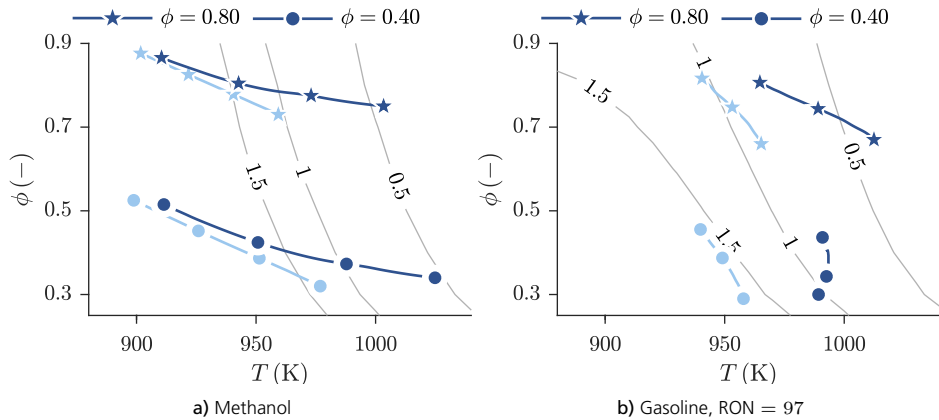 ϕ = 0.80 ϕ = 0.40
0.9
0.7
0.5
0.3
ϕ (−)
1.5
1
0.5
900 950 1000
T (K)
a) Methanol
ϕ = 0.80 ϕ = 0.40
0.9
0.7
0.5
0.3
ϕ (−)
1
1.5
0.5
1.5
1
900 950 1000
T (K)
b) Gasoline, RON = 97